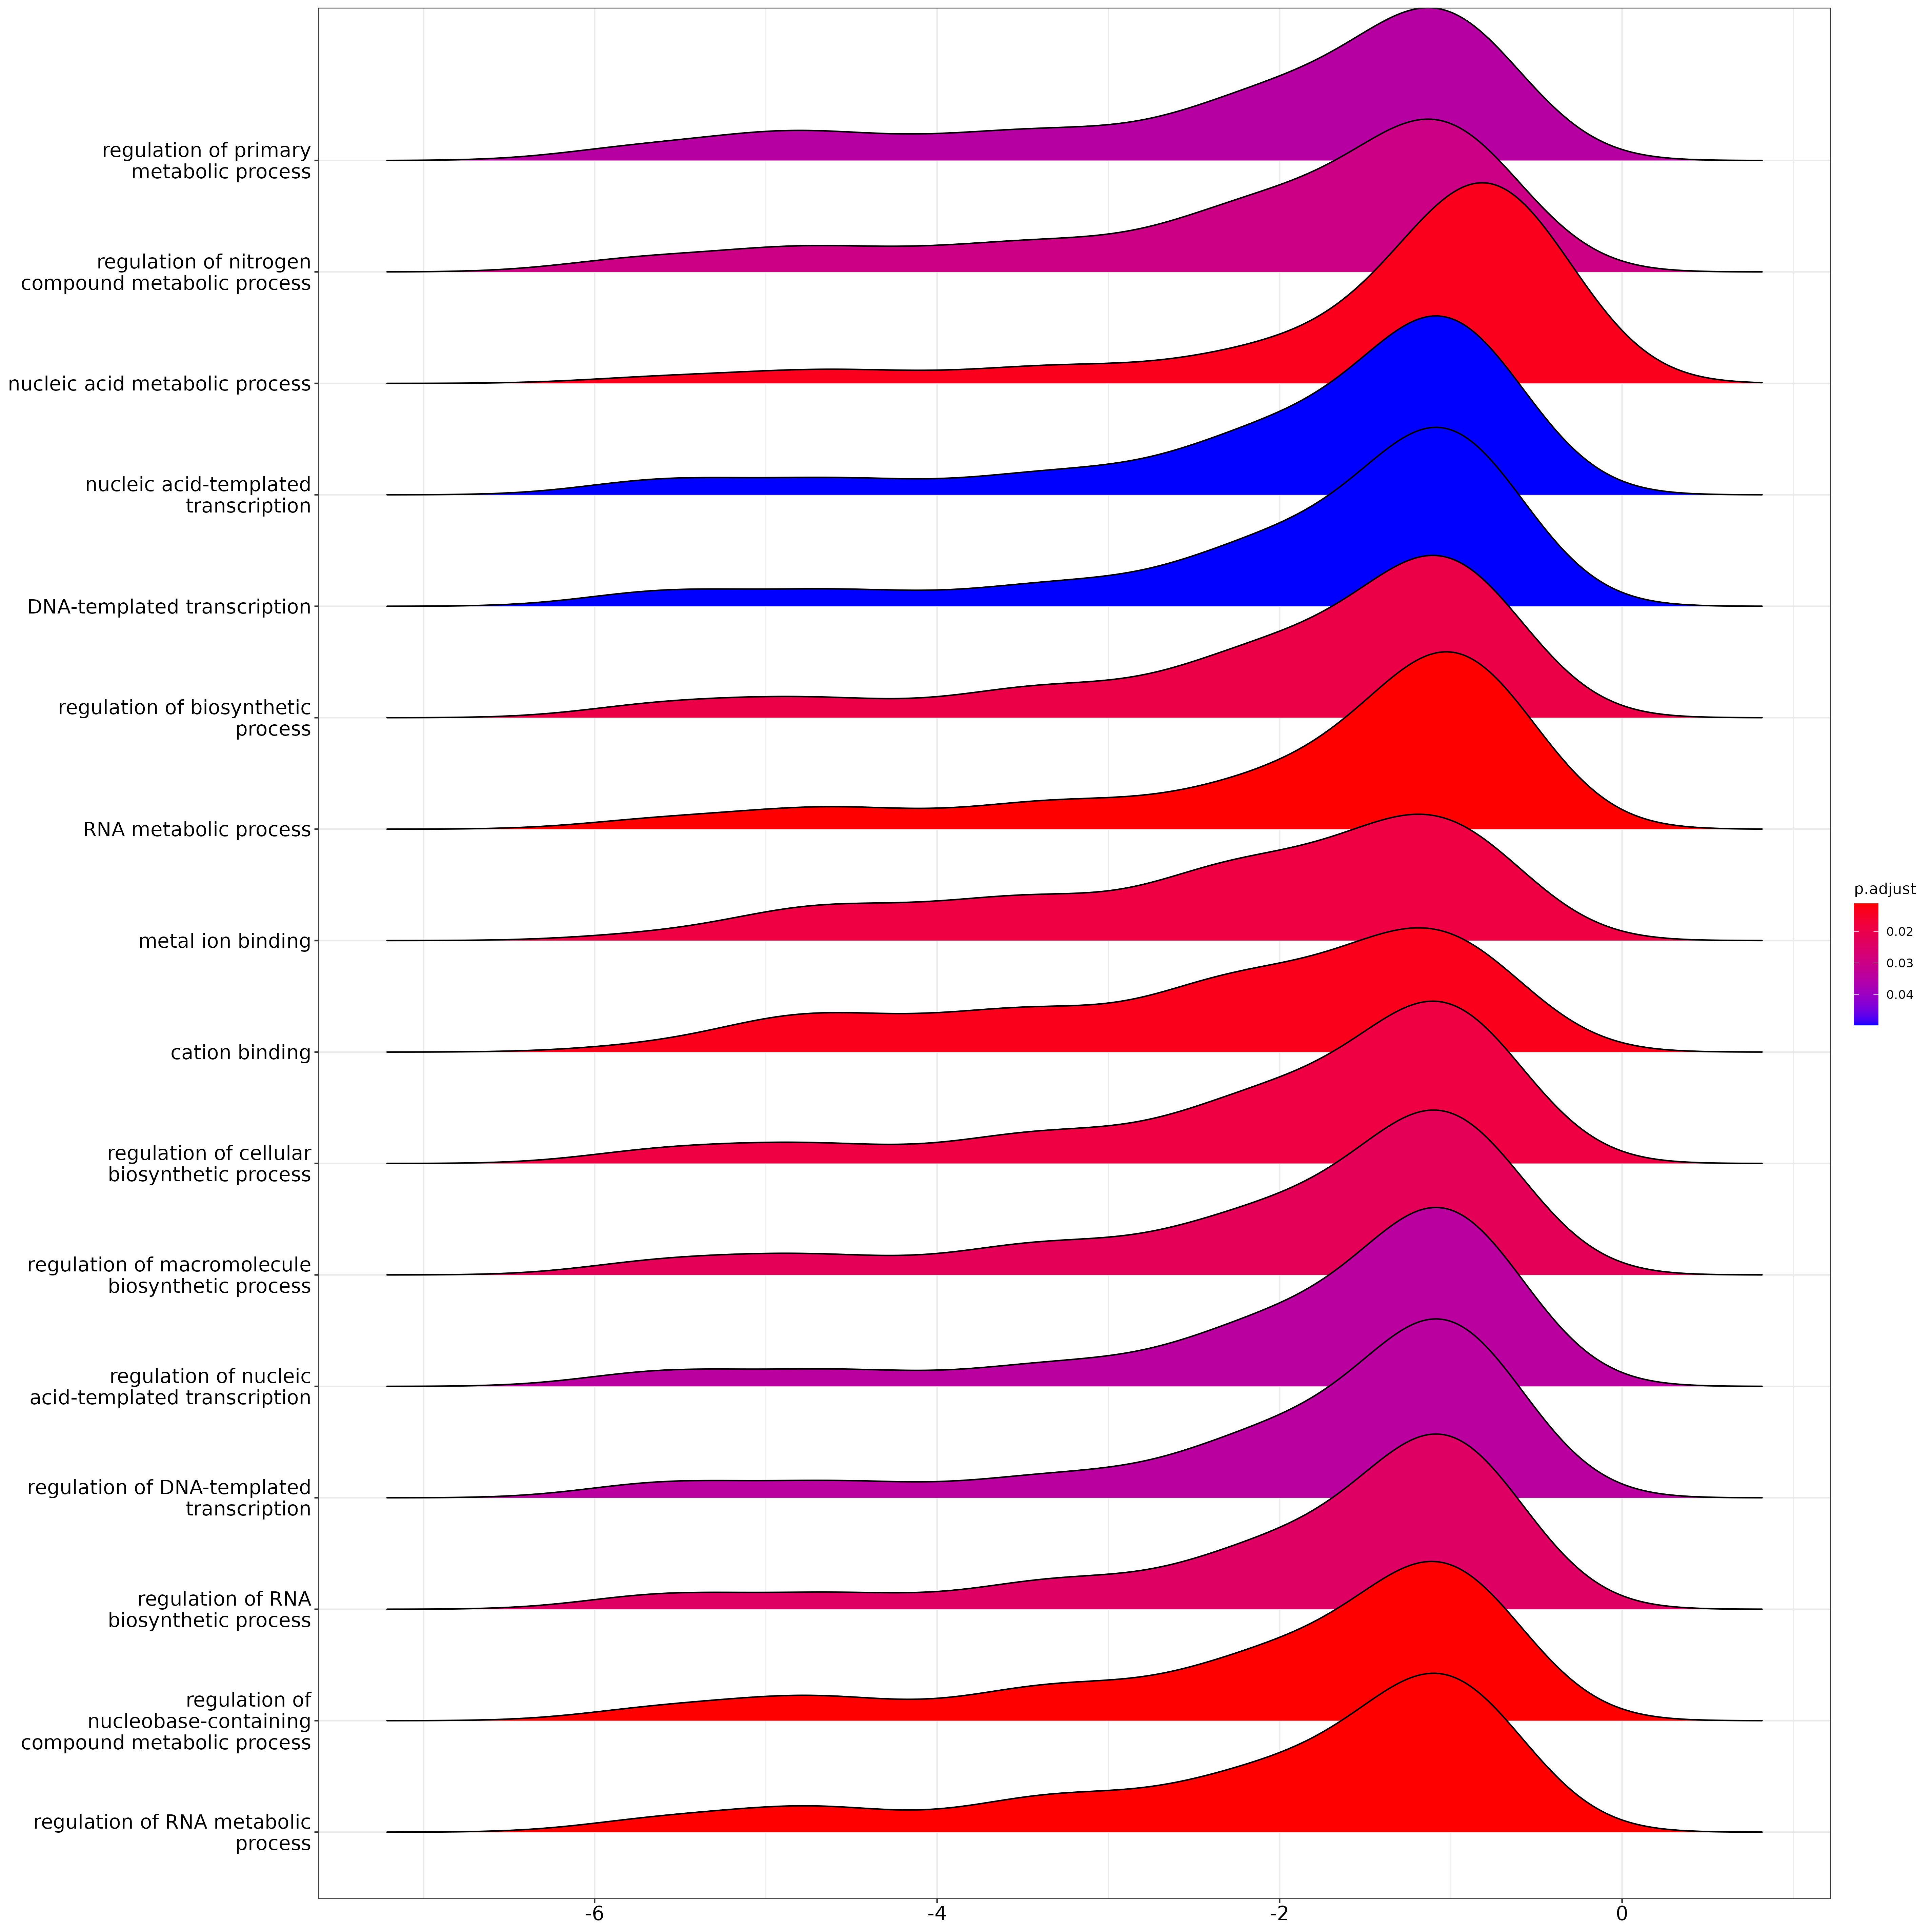 regulation of primary
metabolic process
regulation of nitrogen
compound metabolic process
nucleic acid metabolic process
nucleic acid-templated
transcription
DNA-templated transcription
regulation of biosynthetic
process
RNA metabolic process
metal ion binding
cation binding
regulation of cellular
biosynthetic process
regulation of macromolecule
biosynthetic process
regulation of nucleic
acid-templated transcription
regulation of DNA-templated
transcription
regulation of RNA
biosynthetic process
regulation of
nucleobase-containing
compound metabolic process
regulation of RNA metabolic
process
-6 -4 -2 0
p.adjust
0.02
0.03
0.04